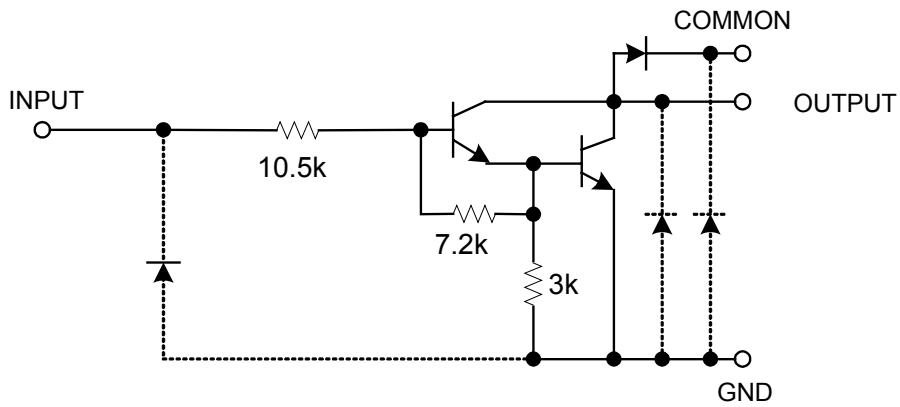 COMMON
INPUT
OUTPUT
10.5k
7.2k
3k
GND